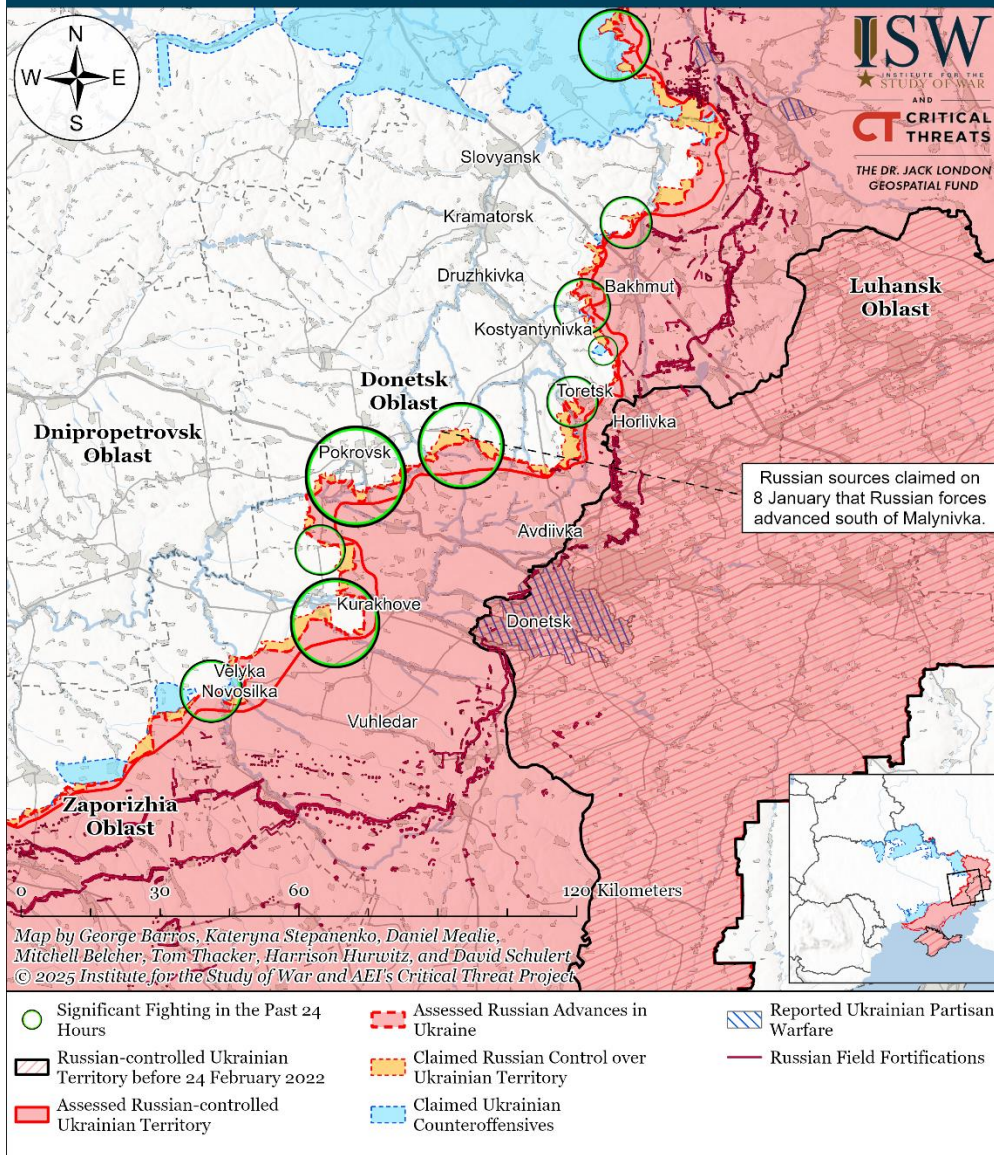 N
W E
S
ISW
INSTITUTE FOR THE
STUDY OF WAR
AND
CT CRITICAL
THREATS
THE DR. JACK LONDON
GEOSPATIAL FUND
Slovyansk
Kramatorsk
Druzhkivka
Bakhmut
Luhansk
Oblast
Kostyantynivka
Donetsk
Oblast
Toretsk
Horlivka
Dnipropetrovsk
Oblast
Pokrovsk
Russian sources claimed on
8 January that Russian forces
advanced south of Malynivka.
Avdiivka
Kurakhove
Donetsk
Velyka
Novosilka
Vuhledar
Zaporizhia
Oblast
0 30 60 120 Kilometers
Map by George Barros, Kateryna Stepanenko, Daniel Mealie,
Mitchell Belcher, Tom Thacker, Harrison Hurwitz, and David Schulert
© 2025 Institute for the Study of War and AEI's Critical Threat Project
Significant Fighting in the Past 24
Hours
Russian-controlled Ukrainian
Territory before 24 February 2022
Assessed Russian-controlled
Ukrainian Territory
Assessed Russian Advances in
Ukraine
Claimed Russian Control over
Ukrainian Territory
Claimed Ukrainian
Counteroffensives
Reported Ukrainian Partisan
Warfare
Russian Field Fortifications